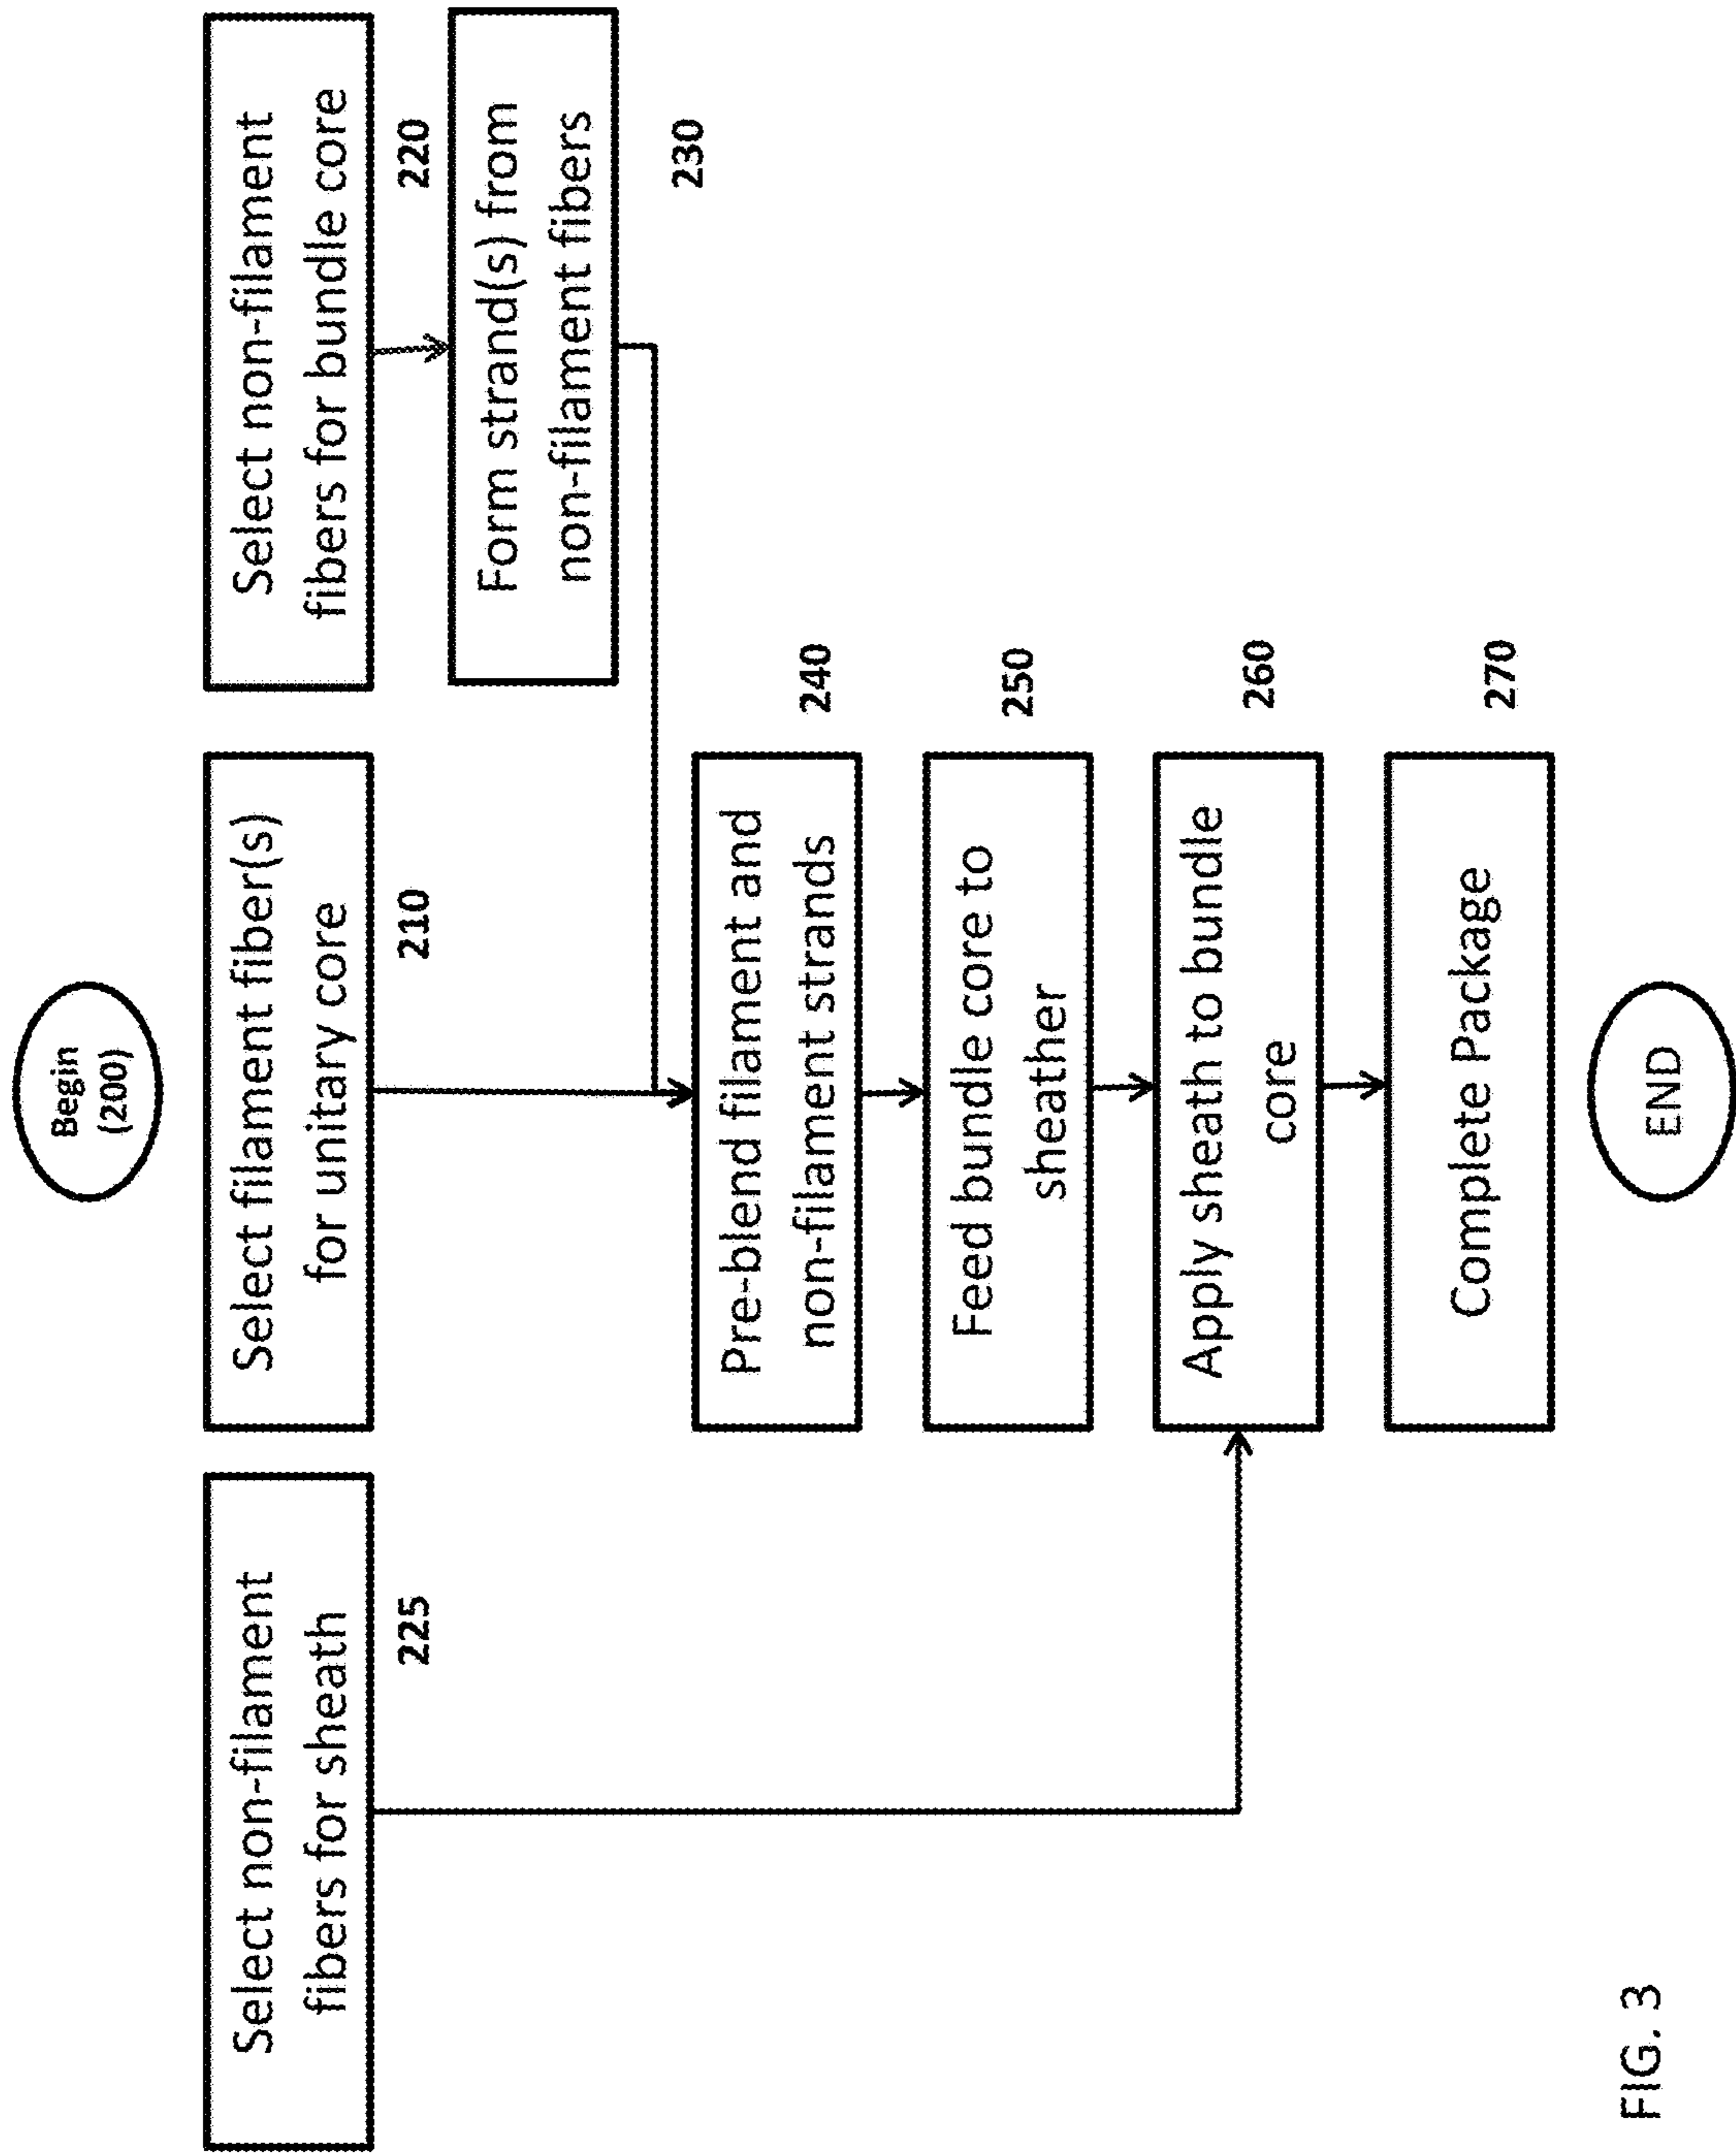 Begin
(200)
Select non-filament
fibers for sheath
225
Select filament fiber(s)
for unitary core
210
Select non-filament
fibers for bundle core
220
Form strand(s) from
non-filament fibers
230
Pre-blend filament and
non-filament strands
240
Feed bundle core to
sheather
250
Apply sheath to bundle
core
260
Complete Package
270
END
FIG. 3